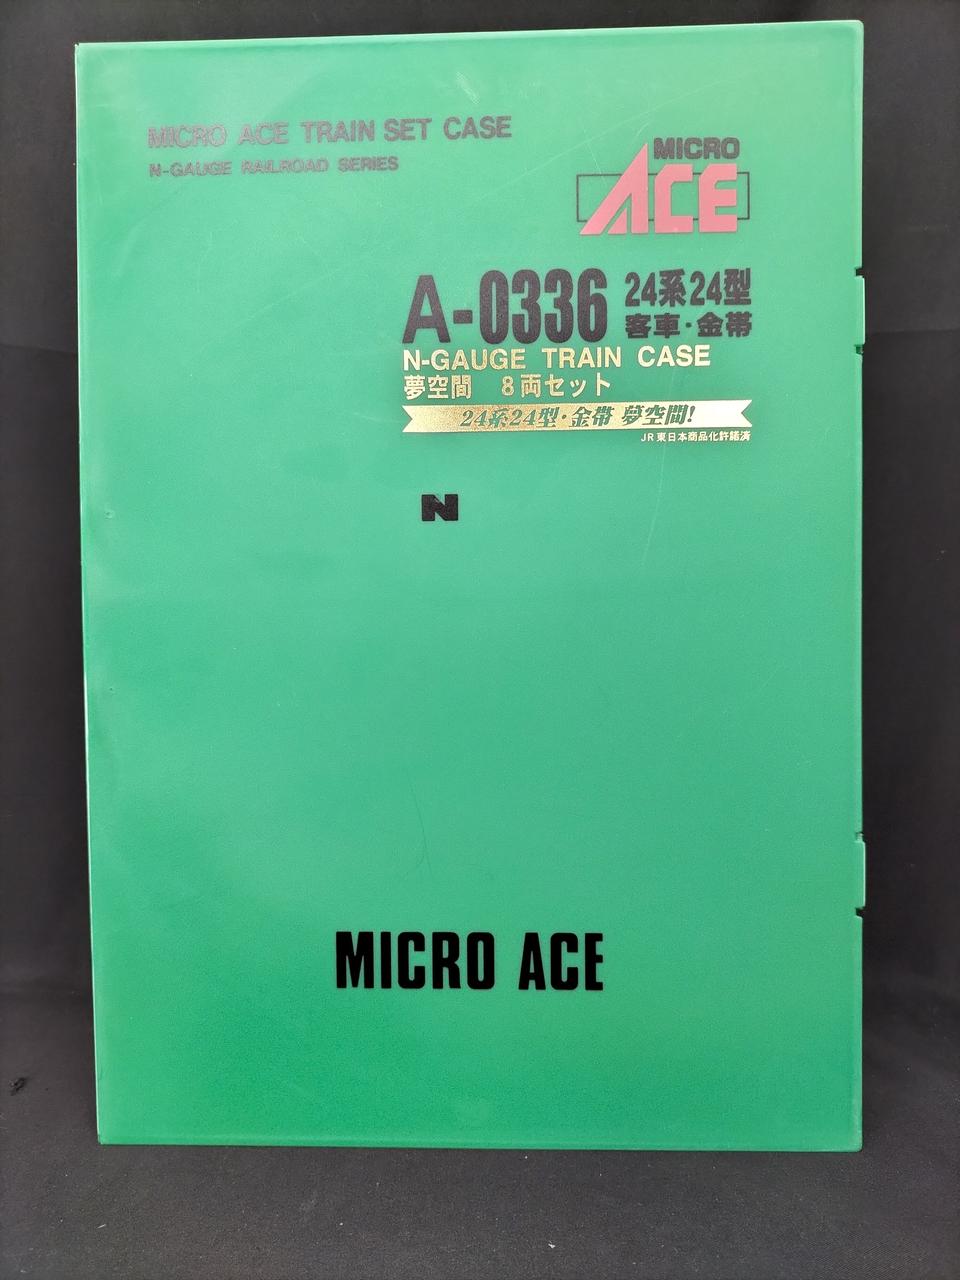 MICRO ACE TRAIN SET CASE
N-GAUGE RAILROAD SERIES
MICRO
ACE
A-0336 24系24型
客車・金帯
N-GAUGE TRAIN CASE
夢空間 8両セット
24系24型・金帯 夢空間!
JR東日本商品化許諾済
N
MICRO ACE